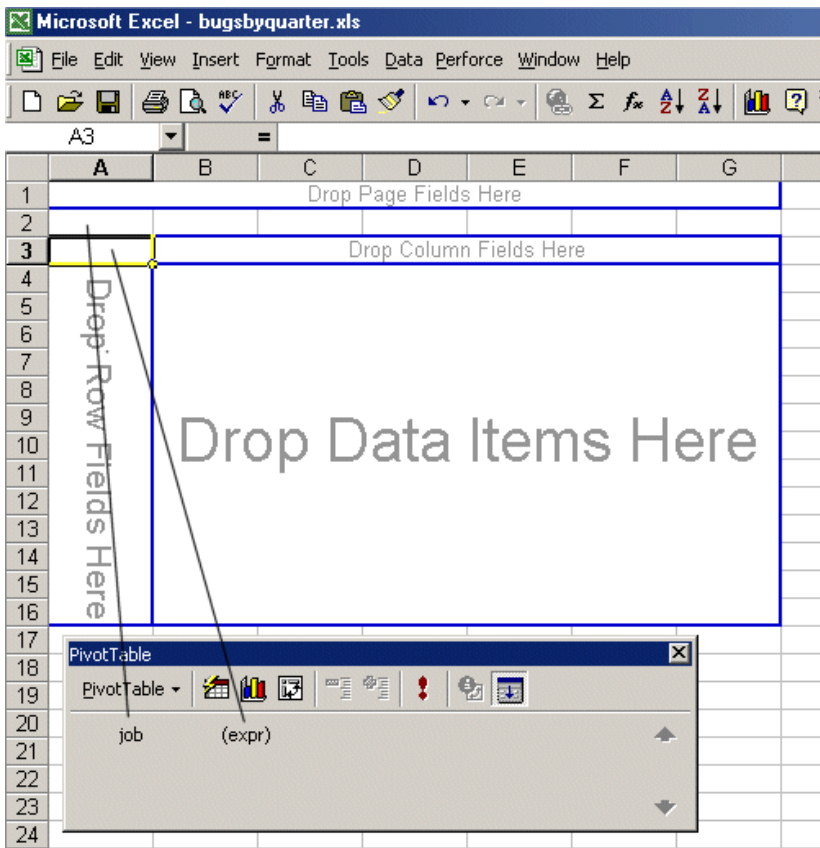 Microsoft Excel - bugsbyquarter.xls
File Edit View Insert Format Tools Data Perforce Window Help
ABC Σ fx A Z Z A ?
A3 =
A B C D E F G
1 Drop Page Fields Here
2
3 Drop Column Fields Here
4
5
6
7
8
9
10
11
12
13
14
15
16
Drop Row Fields Here
Drop Data Items Here
17
18
19
20
21
22
23
24
PivotTable
PivotTable
job (expr)